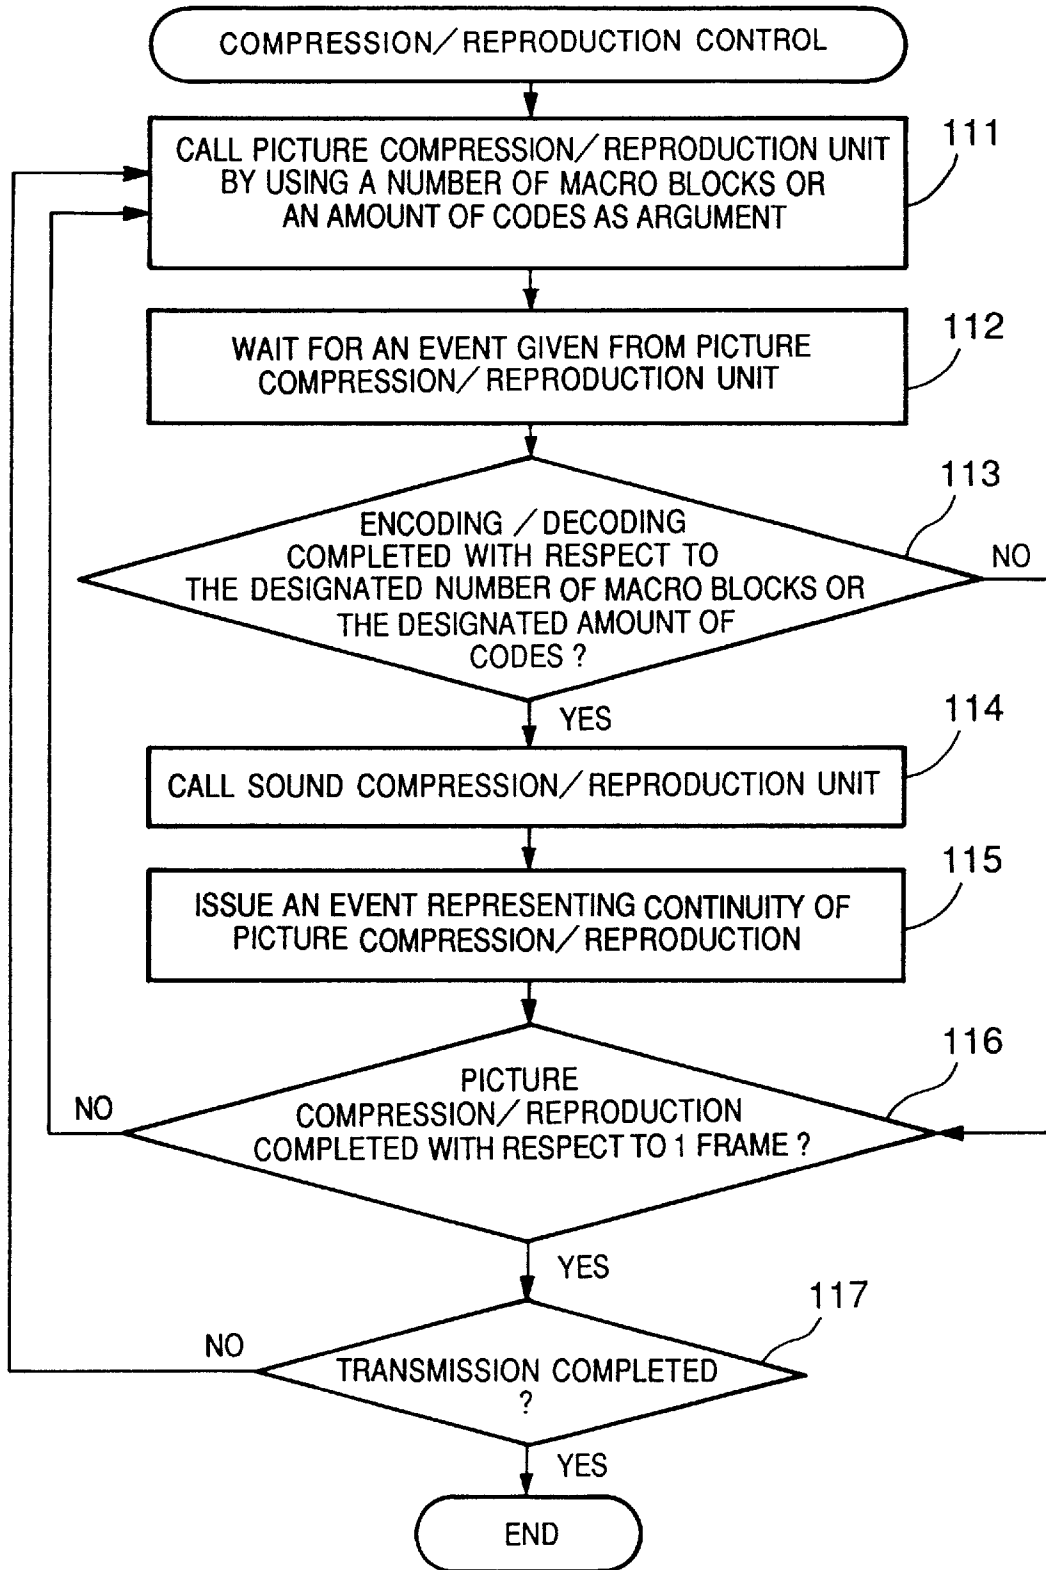 COMPRESSION/REPRODUCTION CONTROL
111
CALL PICTURE COMPRESSION/REPRODUCTION UNIT
BY USING A NUMBER OF MACRO BLOCKS OR
AN AMOUNT OF CODES AS ARGUMENT
112
WAIT FOR AN EVENT GIVEN FROM PICTURE
COMPRESSION/REPRODUCTION UNIT
113
ENCODING / DECODING
COMPLETED WITH RESPECT TO
THE DESIGNATED NUMBER OF MACRO BLOCKS OR
THE DESIGNATED AMOUNT OF
CODES ?
NO
YES
114
CALL SOUND COMPRESSION/REPRODUCTION UNIT
115
ISSUE AN EVENT REPRESENTING CONTINUITY OF
PICTURE COMPRESSION/REPRODUCTION
116
PICTURE
COMPRESSION/REPRODUCTION
COMPLETED WITH RESPECT TO 1 FRAME ?
NO
YES
117
TRANSMISSION COMPLETED
?
NO
YES
END